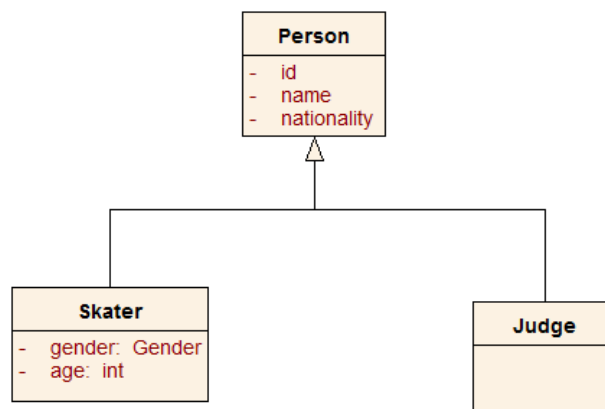 Person
- id
- name
- nationality
Skater
- gender: Gender
- age: int
Judge